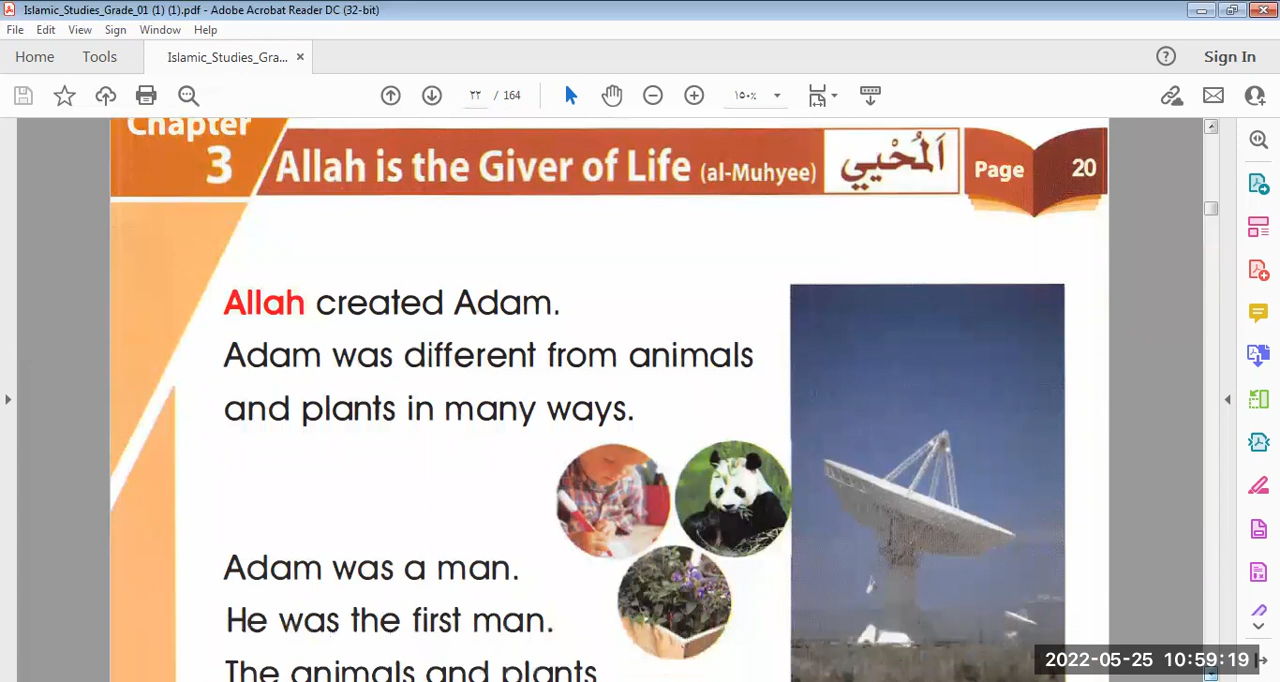 Islamic_Studies_Grade_01 (1) (1).pdf - Adobe Acrobat Reader DC (32-bit)
File Edit View Sign Window Help
Home Tools Islamic_Studies_Gra... × Sign In
٢٢ / 164 ١٥٠٪
Chapter
3 Allah is the Giver of Life (al-Muhyee) اَلْمُحْيِي Page 20
Allah created Adam.
Adam was different from animals
and plants in many ways.
Adam was a man.
He was the first man.
The animals and plants
2022-05-25 10:59:19